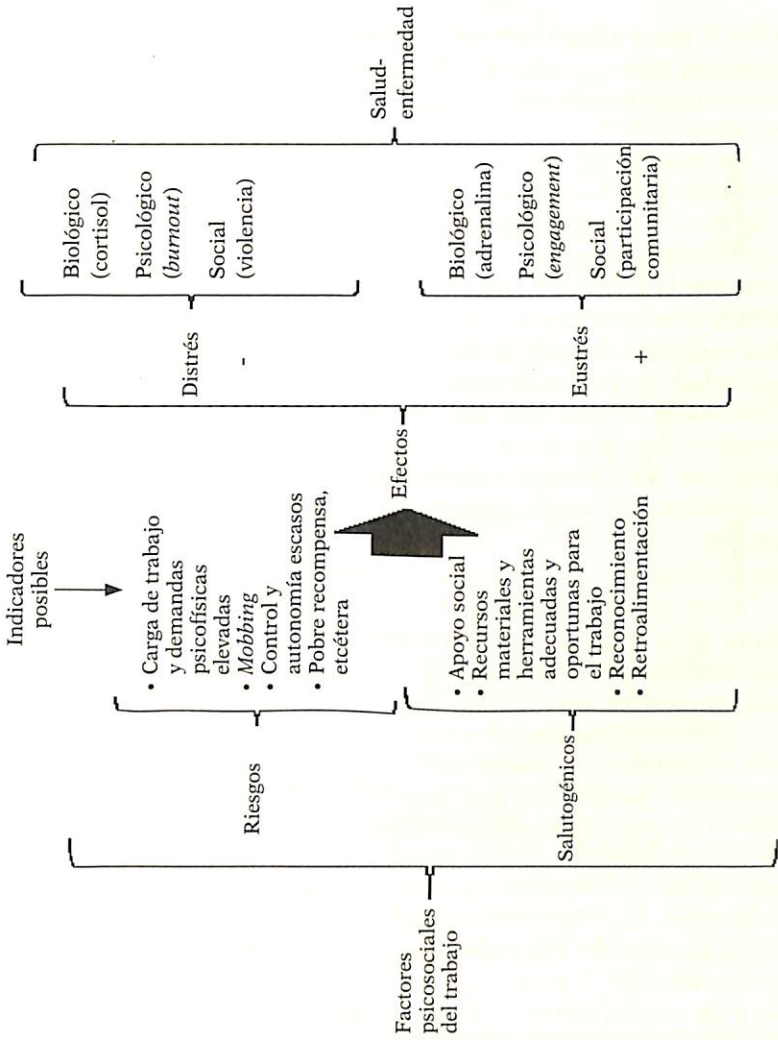 Indicadores
posibles
Factores
psicosociales
del trabajo
Riesgos
• Carga de trabajo
y demandas
psicofísicas
elevadas
• Mobbing
• Control y
autonomía escasos
• Pobre recompensa,
etcétera
Salutogénicos
• Apoyo social
• Recursos
materiales y
herramientas
adecuadas y
oportunas para
el trabajo
• Reconocimiento
• Retroalimentación
Efectos
Distrés
-
Biológico
(cortisol)
Psicológico
(burnout)
Social
(violencia)
Eustrés
+
Biológico
(adrenalina)
Psicológico
(engagement)
Social
(participación
comunitaria)
Salud-
enfermedad